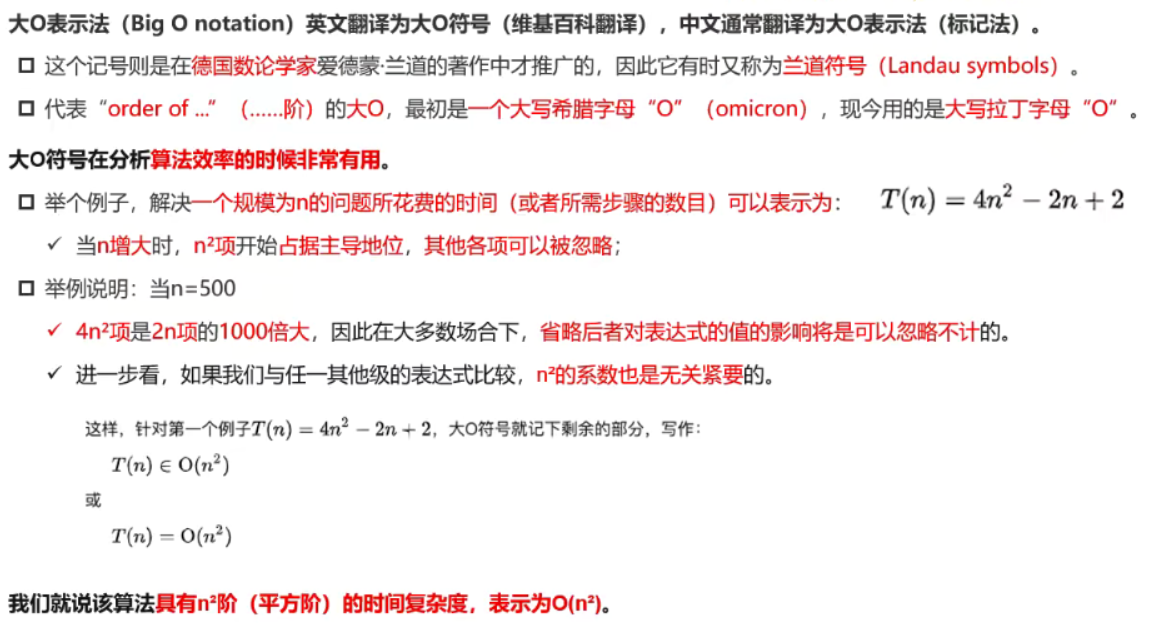 大O表示法（Big O notation）英文翻译为大O符号（维基百科翻译），中文通常翻译为大O表示法（标记法）。
这个记号则是在德国数论学家爱德蒙·兰道的著作中才推广的，因此它有时又称为兰道符号（Landau symbols）。
代表“order of ...”（......阶）的大O，最初是一个大写希腊字母“O”（omicron），现今用的是大写拉丁字母“O”。
大O符号在分析算法效率的时候非常有用。
举个例子，解决一个规模为n的问题所花费的时间（或者所需步骤的数目）可以表示为： T(n) = 4n² − 2n + 2
✓ 当n增大时，n²项开始占据主导地位，其他各项可以被忽略；
举例说明：当n=500
✓ 4n²项是2n项的1000倍大，因此在大多数场合下，省略后者对表达式的值的影响将是可以忽略不计的。
✓ 进一步看，如果我们与任一其他级的表达式比较，n²的系数也是无关紧要的。
这样，针对第一个例子T(n) = 4n² − 2n + 2，大O符号就记下剩余的部分，写作：
T(n) ∈ O(n²)
或
T(n) = O(n²)
我们就说该算法具有n²阶（平方阶）的时间复杂度，表示为O(n²)。